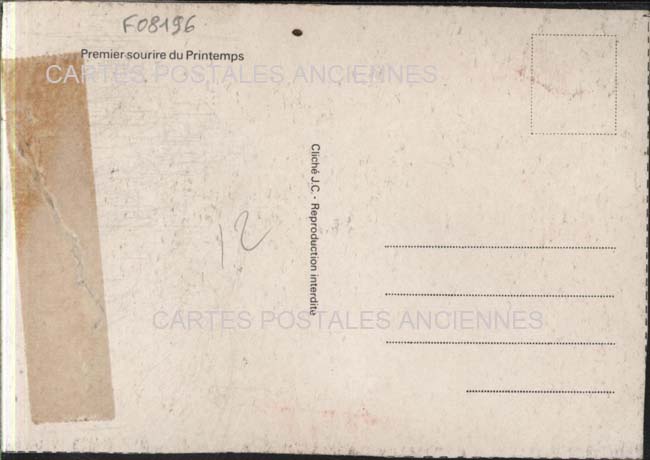 F08196
Premier sourire du Printemps
CARTES POSTALES ANCIENNES
Cliché J.C. - Reproduction interdite
12
CARTES POSTALES ANCIENNES